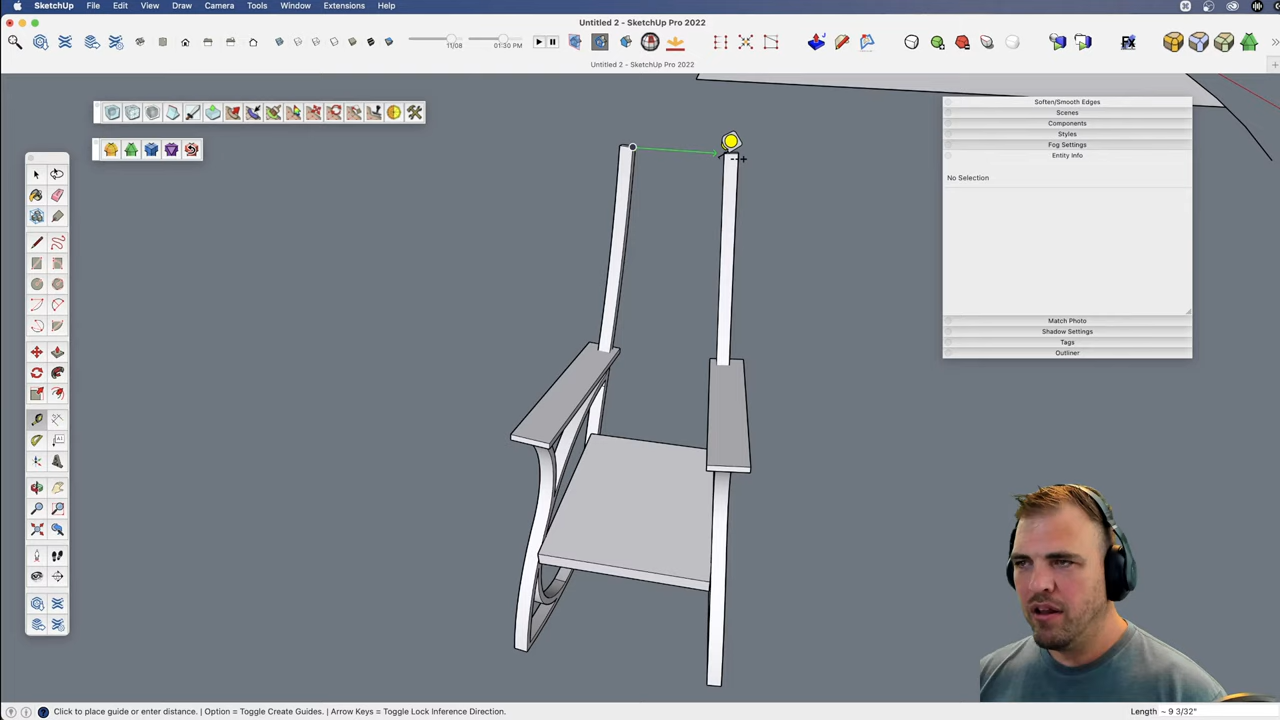 SketchUp File Edit View Draw Camera Tools Window Extensions Help
Untitled 2 - SketchUp Pro 2022
11/08 01:30 PM
Untitled 2 - SketchUp Pro 2022
Soften/Smooth Edges
Scenes
Components
Styles
Fog Settings
Entity Info
No Selection
Match Photo
Shadow Settings
Tags
Outliner
Click to place guide or enter distance. | Option = Toggle Create Guides. | Arrow Keys = Toggle Lock Inference Direction.
Length ~ 9 3/32"